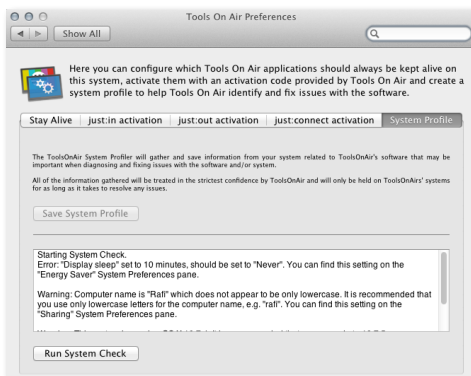 Tools On Air Preferences
Show All
Here you can configure which Tools On Air applications should always be kept alive on
this system, activate them with an activation code provided by Tools On Air and create a
system profile to help Tools On Air identify and fix issues with the software.
Stay Alive just:in activation just:out activation just:connect activation System Profile
The ToolsOnAir System Profiler will gather and save information from your system related to ToolsOnAir's software that may be
important when diagnosing and fixing issues with the software and/or system.
All of the information gathered will be treated in the strictest confidence by ToolsOnAir and will only be held on ToolsOnAirs' systems
for as long as it takes to resolve any issues.
Save System Profile
Starting System Check.
Error: "Display sleep" set to 10 minutes, should be set to "Never". You can find this setting on the
"Energy Saver" System Preferences pane.
Warning: Computer name is "Rafi" which does not appear to be only lowercase. It is recommended that
you use only lowercase letters for the computer name, e.g. "rafi". You can find this setting on the
"Sharing" System Preferences pane.
Run System Check